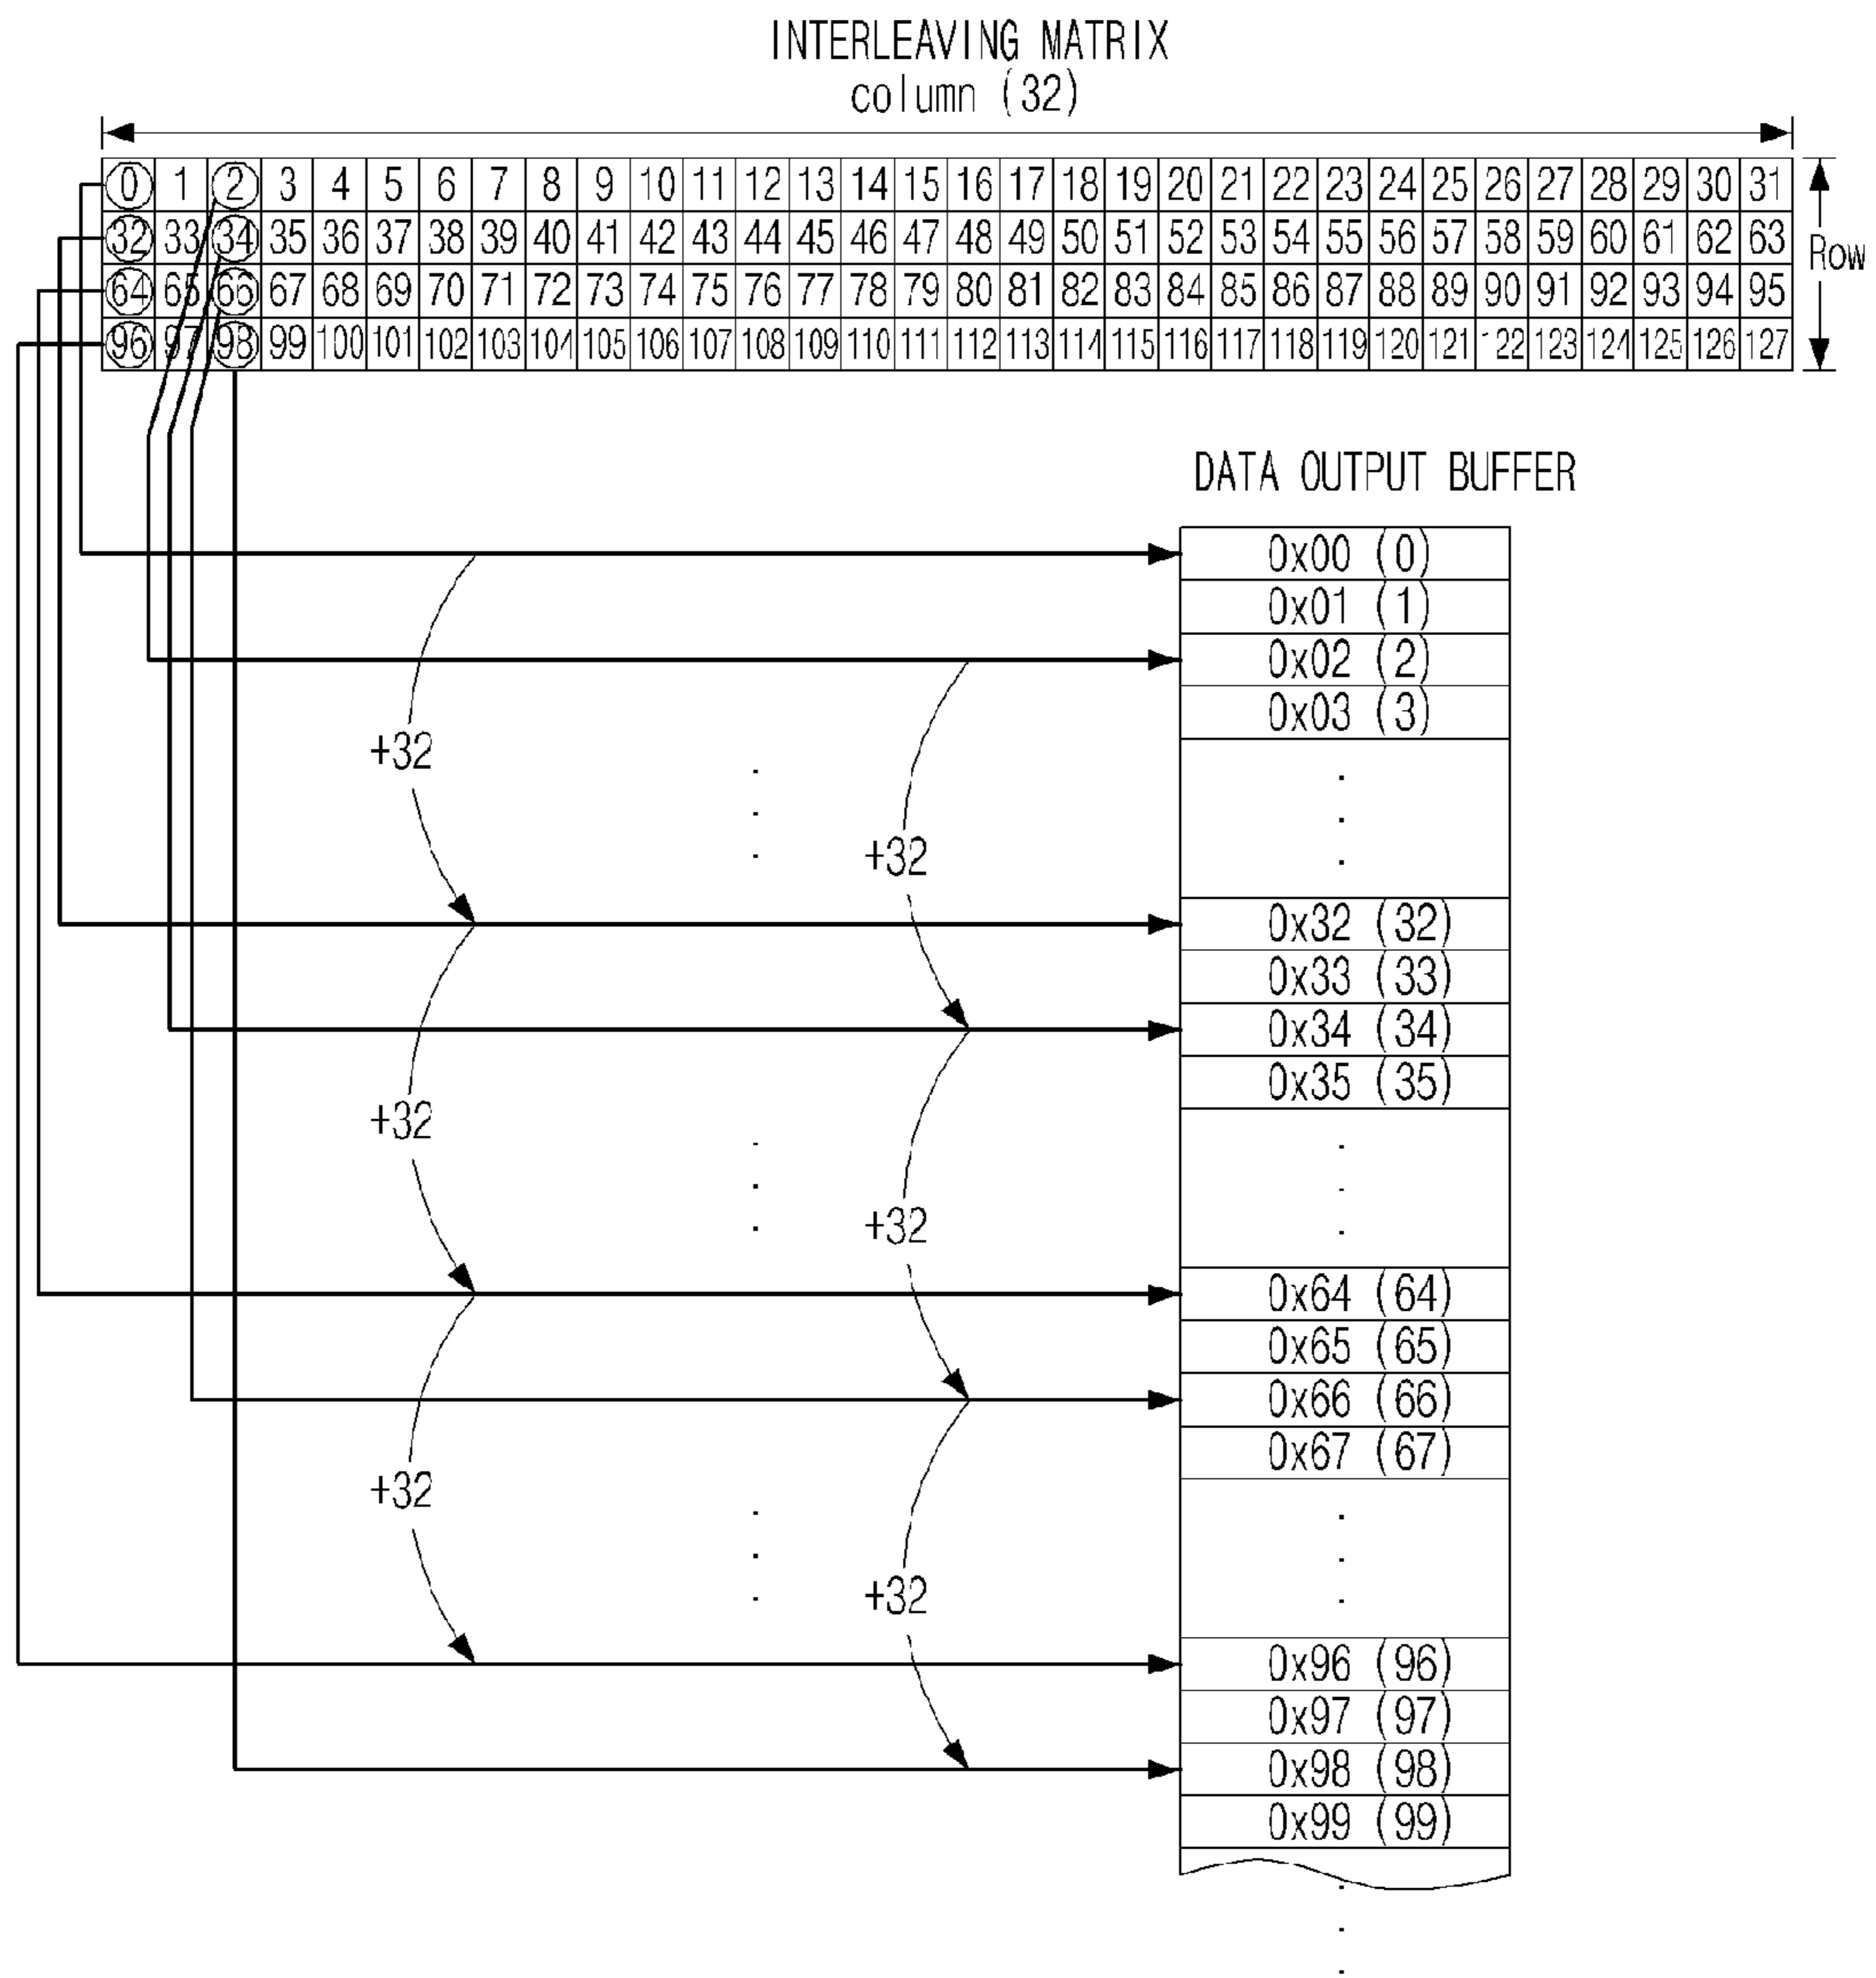 INTERLEAVING MATRIX
column (32)
0 1 2 3 4 5 6 7 8 9 10 11 12 13 14 15 16 17 18 19 20 21 22 23 24 25 26 27 28 29 30 31
32 33 34 35 36 37 38 39 40 41 42 43 44 45 46 47 48 49 50 51 52 53 54 55 56 57 58 59 60 61 62 63
Row
64 65 66 67 68 69 70 71 72 73 74 75 76 77 78 79 80 81 82 83 84 85 86 87 88 89 90 91 92 93 94 95
96 97 98 99 100 101 102 103 104 105 106 107 108 109 110 111 112 113 114 115 116 117 118 119 120 121 122 123 124 125 126 127
DATA OUTPUT BUFFER
0x00 (0)
0x01 (1)
0x02 (2)
0x03 (3)
+32
+32
0x32 (32)
0x33 (33)
0x34 (34)
0x35 (35)
+32
+32
0x64 (64)
0x65 (65)
0x66 (66)
0x67 (67)
+32
+32
0x96 (96)
0x97 (97)
0x98 (98)
0x99 (99)